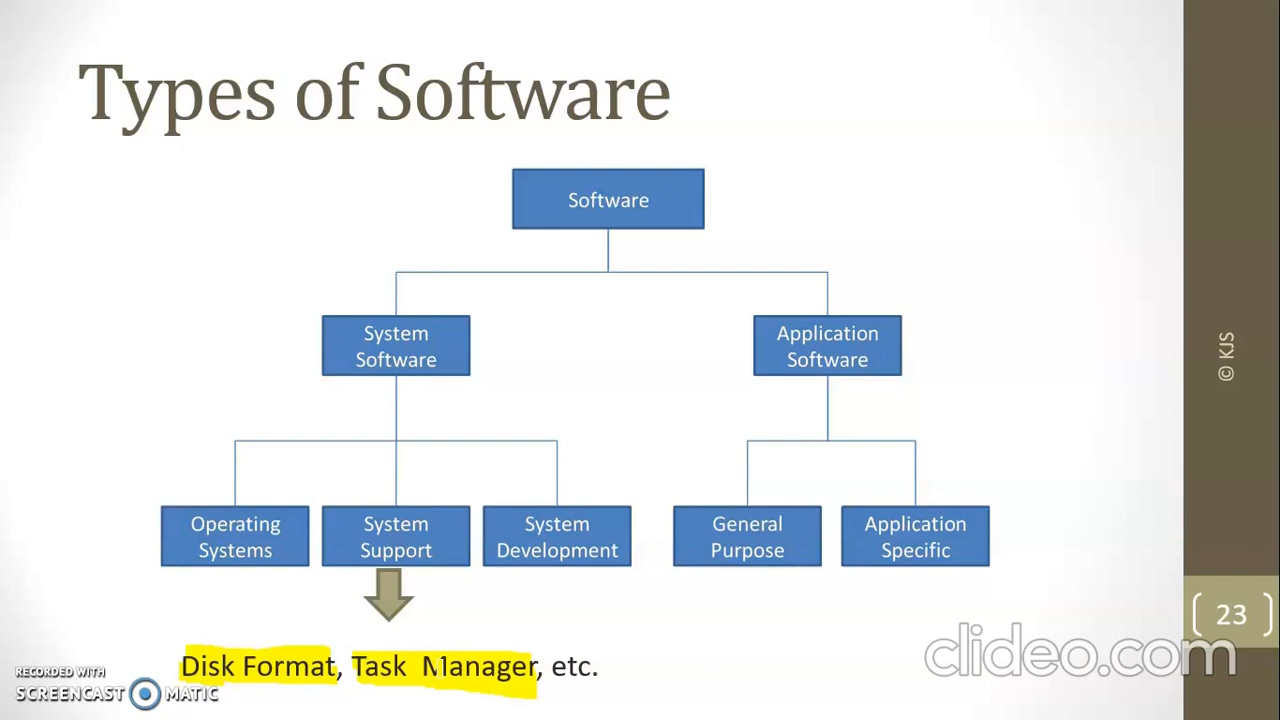 Types of Software
Software
System
Software
Application
Software
Operating
Systems
System
Support
System
Development
General
Purpose
Application
Specific
Disk Format, Task Manager, etc.
© KJS
23
RECORDED WITH
SCREENCAST MATIC
clideo.com